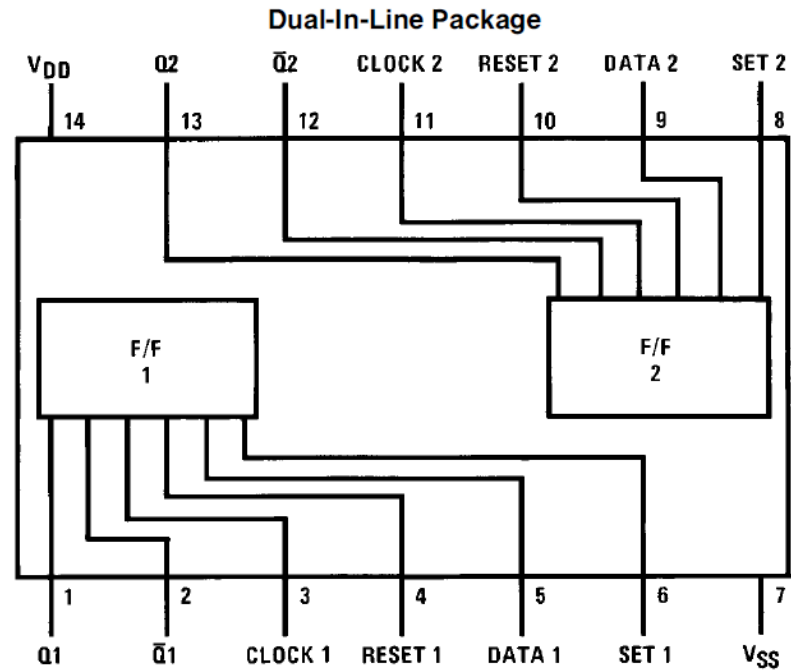 Dual-In-Line Package
VDD Q2 Q̅2 CLOCK 2 RESET 2 DATA 2 SET 2
14 13 12 11 10 9 8
F/F F/F
1 2
1 2 3 4 5 6 7
Q1 Q̅1 CLOCK 1 RESET 1 DATA 1 SET 1 VSS